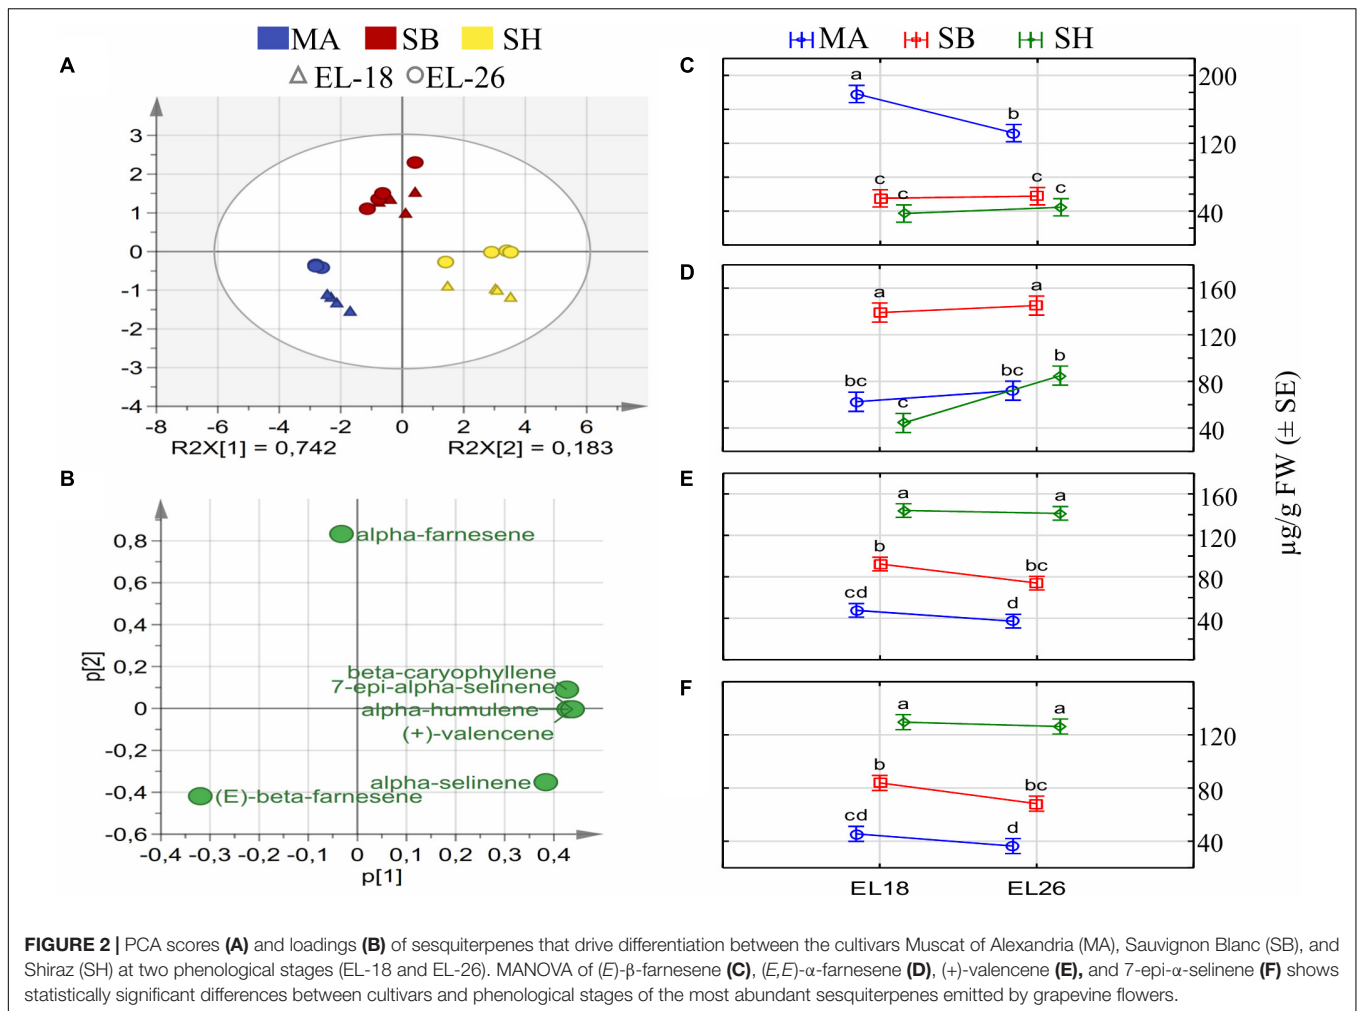 MA SB SH
EL-18 EL-26
A
3
2
1
0
-1
-2
-3
-4
-8 -6 -4 -2 0 2 4 6
R2X[1] = 0,742 R2X[2] = 0,183
B
p[2]
0,8
0,6
0,4
0,2
0
-0,2
-0,4
-0,6
alpha-farnesene
beta-caryophyllene
7-epi-alpha-selinene
alpha-humulene
(+)-valencene
alpha-selinene
(E)-beta-farnesene
-0,4 -0,3 -0,2 -0,1 0 0,1 0,2 0,3 0,4
p[1]
MA SB SH
C
a
b
c
c
c
c
200
120
40
D
a
a
bc
c
bc
b
160
120
80
40
E
a
a
b
bc
cd
d
160
120
80
40
F
a
a
b
bc
cd
d
120
80
40
EL18 EL26
µg/g FW (± SE)
FIGURE 2 | PCA scores (A) and loadings (B) of sesquiterpenes that drive differentiation between the cultivars Muscat of Alexandria (MA), Sauvignon Blanc (SB), and
Shiraz (SH) at two phenological stages (EL-18 and EL-26). MANOVA of (E)-β-farnesene (C), (E,E)-α-farnesene (D), (+)-valencene (E), and 7-epi-α-selinene (F) shows
statistically significant differences between cultivars and phenological stages of the most abundant sesquiterpenes emitted by grapevine flowers.